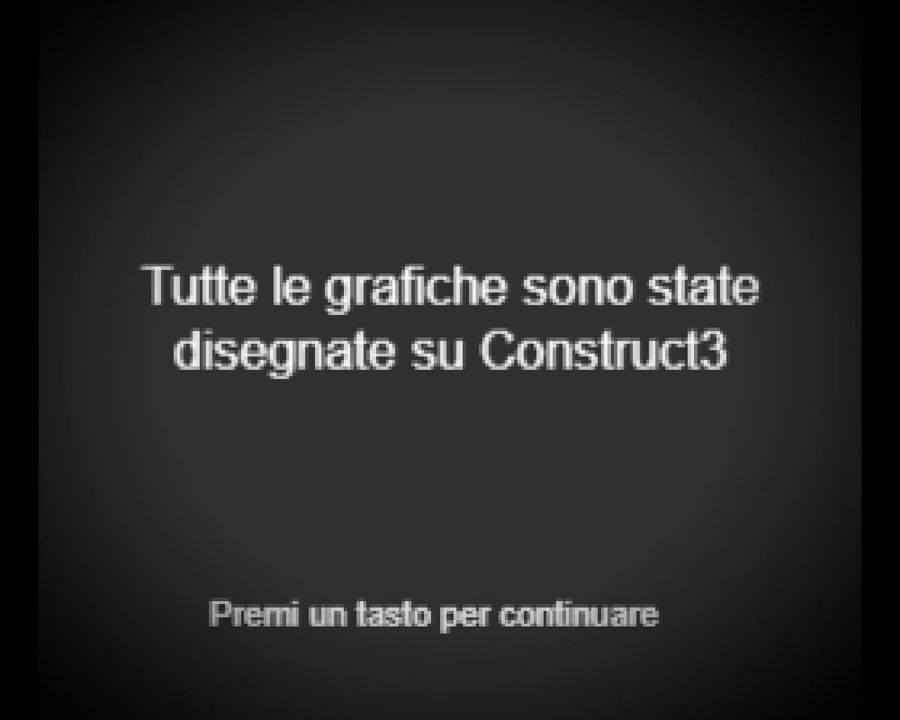 Tutte le grafiche sono state
disegnate su Construct3
Premi un tasto per continuare